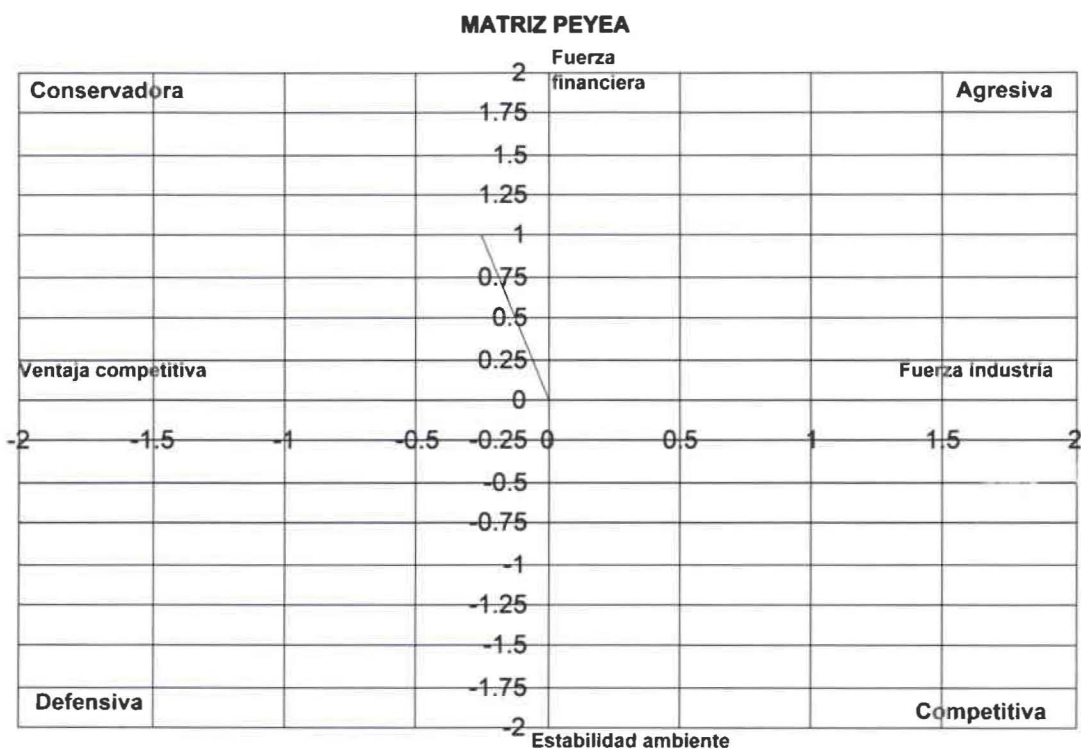 MATRIZ PEYEA
Fuerza
financiera
2
Conservadora
Agresiva
1.75
1.5
1.25
1
0.75
0.5
0.25
Ventaja competitiva
Fuerza industria
0
-2 -1.5 -1 -0.5 -0.25 0 0.5 1 1.5 2
-0.5
-0.75
-1
-1.25
-1.5
-1.75
Defensiva
Competitiva
-2
Estabilidad ambiente